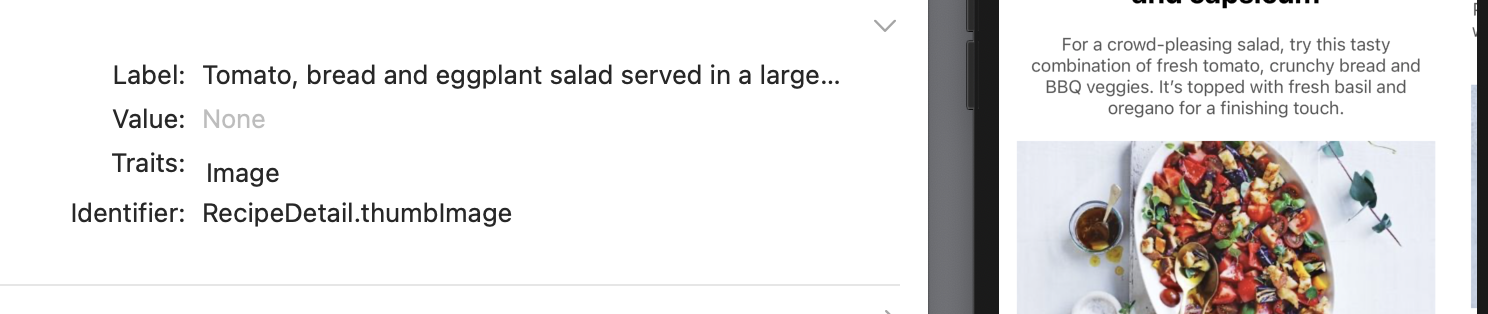 Label: Tomato, bread and eggplant salad served in a large...
Value: None
Traits: Image
Identifier: RecipeDetail.thumbImage
For a crowd-pleasing salad, try this tasty
combination of fresh tomato, crunchy bread and
BBQ veggies. It’s topped with fresh basil and
oregano for a finishing touch.